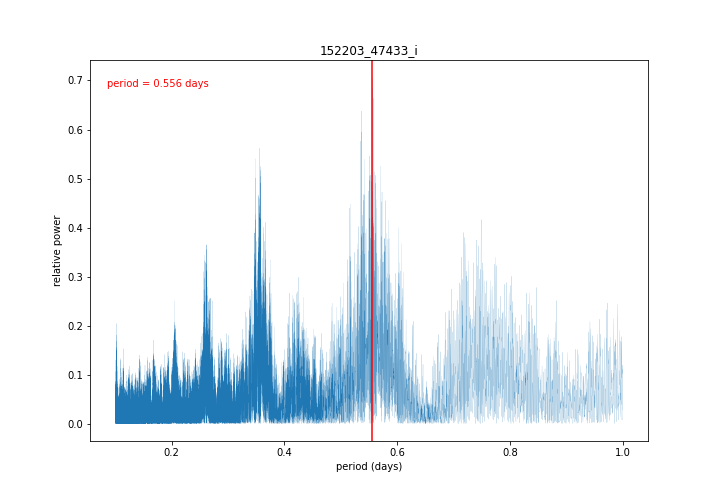 152203_47433_i
period = 0.556 days
relative power
0.7
0.6
0.5
0.4
0.3
0.2
0.1
0.0
0.2 0.4 0.6 0.8 1.0
period (days)